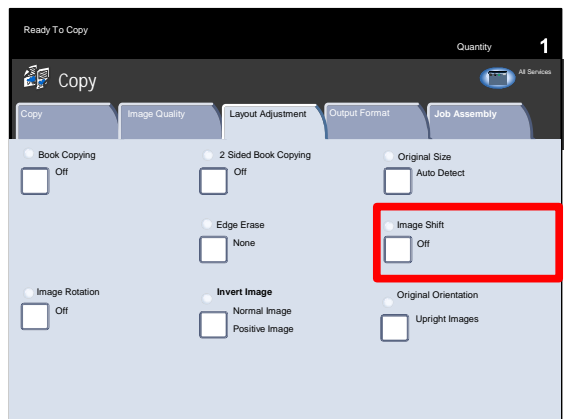 Ready To Copy
Quantity 1
Copy
All Services
Copy
Image Quality
Layout Adjustment
Output Format
Job Assembly
Book Copying
Off
2 Sided Book Copying
Off
Original Size
Auto Detect
Edge Erase
None
Image Shift
Off
Image Rotation
Off
Invert Image
Normal Image
Positive Image
Original Orientation
Upright Images